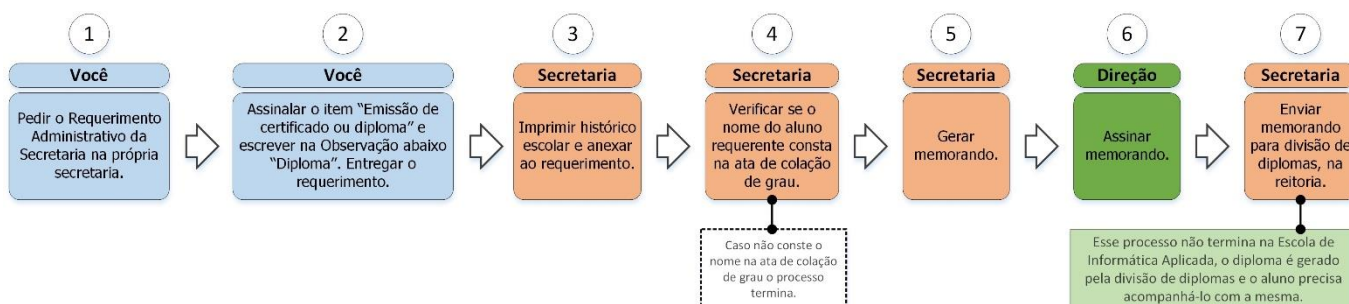 1
Você
Pedir o Requerimento
Administrativo da
Secretaria na própria
secretaria.
2
Você
Assinalar o item “Emissão de
certificado ou diploma” e
escrever na Observação abaixo
“Diploma”. Entregar o
requerimento.
3
Secretaria
Imprimir histórico
escolar e anexar
ao requerimento.
4
Secretaria
Verificar se o
nome do aluno
requerente consta
na ata de colação
de grau.
Caso não conste o
nome na ata de colação
de grau o processo
termina.
5
Secretaria
Gerar
memorando.
6
Direção
Assinar
memorando.
7
Secretaria
Enviar
memorando
para divisão de
diplomas, na
reitoria.
Esse processo não termina na Escola de
Informática Aplicada, o diploma é gerado
pela divisão de diplomas e o aluno precisa
acompanhá-lo com a mesma.